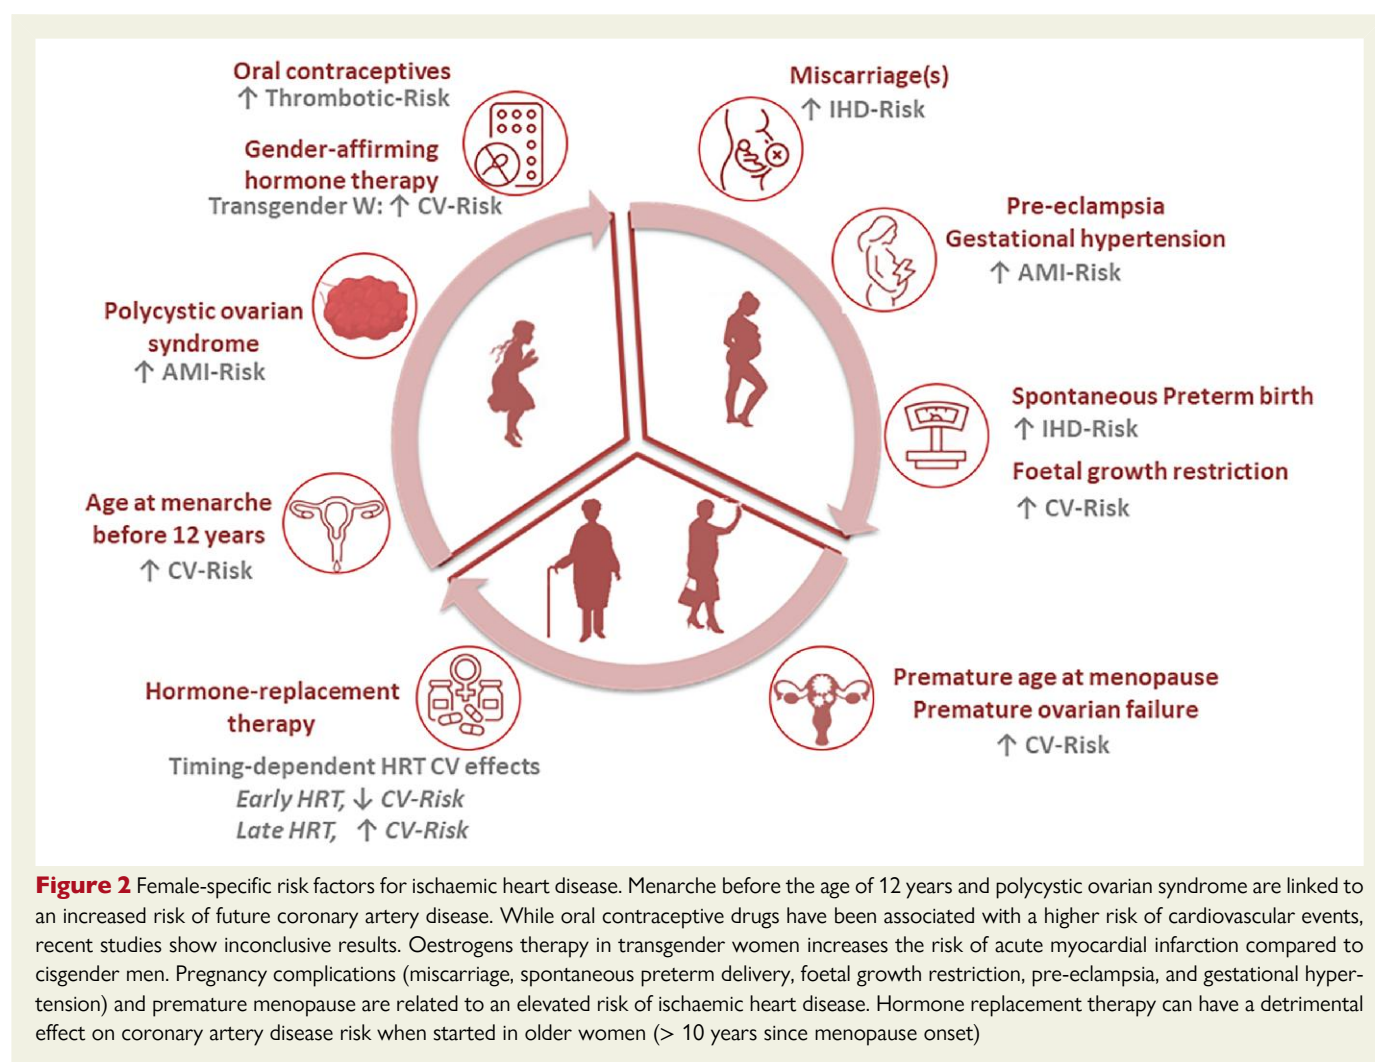 Oral contraceptives
↑ Thrombotic-Risk
Gender-affirming
hormone therapy
Transgender W: ↑ CV-Risk
Miscarriage(s)
↑ IHD-Risk
Pre-eclampsia
Gestational hypertension
↑ AMI-Risk
Polycystic ovarian
syndrome
↑ AMI-Risk
Spontaneous Preterm birth
↑ IHD-Risk
Foetal growth restriction
↑ CV-Risk
Age at menarche
before 12 years
↑ CV-Risk
Hormone-replacement
therapy
Timing-dependent HRT CV effects
Early HRT, ↓ CV-Risk
Late HRT, ↑ CV-Risk
Premature age at menopause
Premature ovarian failure
↑ CV-Risk
Figure 2 Female-specific risk factors for ischaemic heart disease. Menarche before the age of 12 years and polycystic ovarian syndrome are linked to
an increased risk of future coronary artery disease. While oral contraceptive drugs have been associated with a higher risk of cardiovascular events,
recent studies show inconclusive results. Oestrogens therapy in transgender women increases the risk of acute myocardial infarction compared to
cisgender men. Pregnancy complications (miscarriage, spontaneous preterm delivery, foetal growth restriction, pre-eclampsia, and gestational hyper-
tension) and premature menopause are related to an elevated risk of ischaemic heart disease. Hormone replacement therapy can have a detrimental
effect on coronary artery disease risk when started in older women (> 10 years since menopause onset)